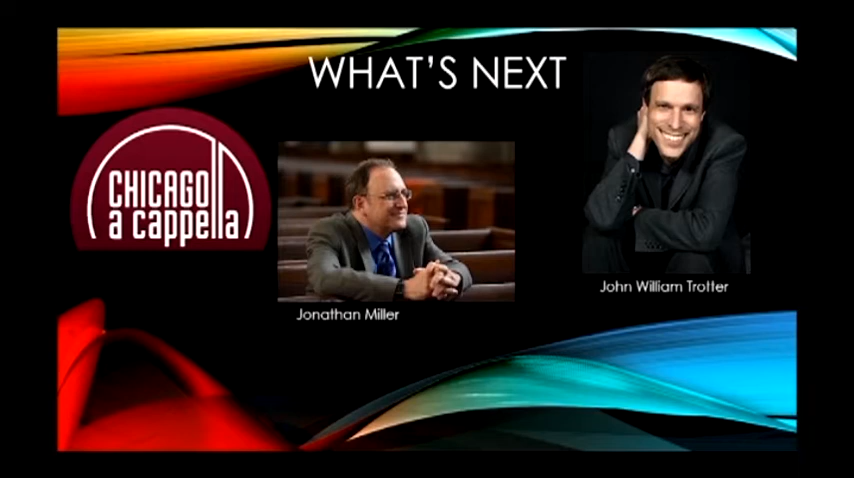 WHAT'S NEXT
CHICAGO
a cappella
Jonathan Miller
John William Trotter